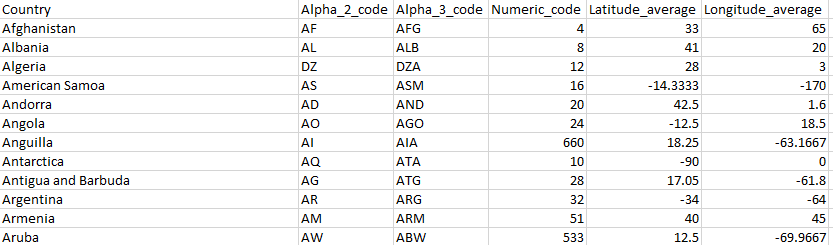 Country Alpha_2_code Alpha_3_code Numeric_code Latitude_average Longitude_average
Afghanistan AF AFG 4 33 65
Albania AL ALB 8 41 20
Algeria DZ DZA 12 28 3
American Samoa AS ASM 16 -14.3333 -170
Andorra AD AND 20 42.5 1.6
Angola AO AGO 24 -12.5 18.5
Anguilla AI AIA 660 18.25 -63.1667
Antarctica AQ ATA 10 -90 0
Antigua and Barbuda AG ATG 28 17.05 -61.8
Argentina AR ARG 32 -34 -64
Armenia AM ARM 51 40 45
Aruba AW ABW 533 12.5 -69.9667